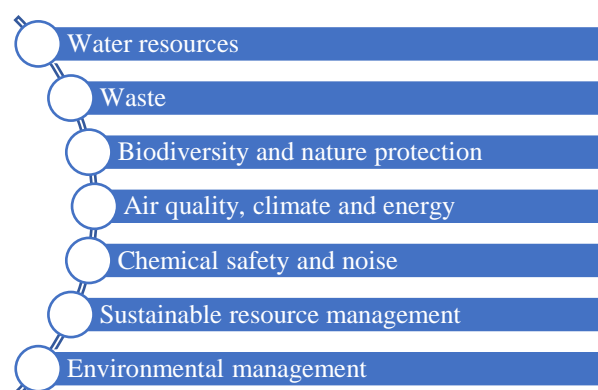 Water resources
Waste
Biodiversity and nature protection
Air quality, climate and energy
Chemical safety and noise
Sustainable resource management
Environmental management